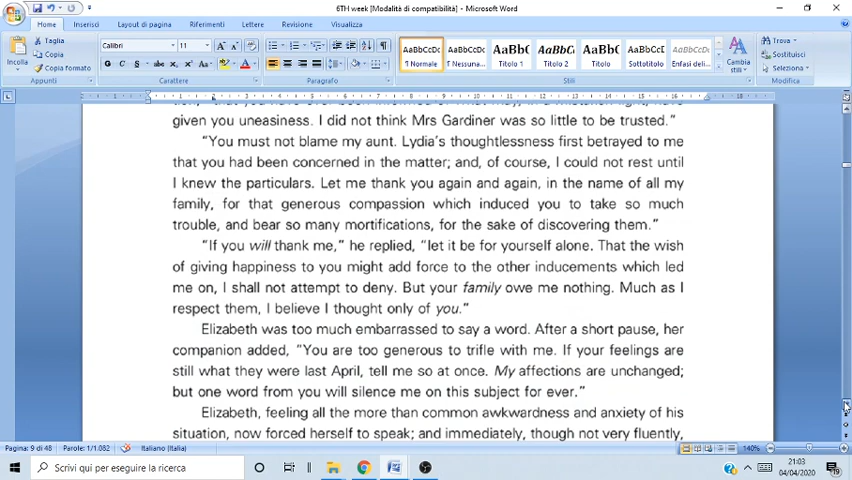 6TH week [Modalità di compatibilità] - Microsoft Word
Home Inserisci Layout di pagina Riferimenti Lettere Revisione Visualizza
Incolla Taglia Copia Copia formato
Calibri 11
AaBbCcDc AaBbCcDc AaBbC AaBbCc AaBbC AaBbCcD AaBbCcDc
¶ Normale ¶ Nessuna... Titolo 1 Titolo 2 Titolo Sottotitolo Enfasi deli...
Cambia stili Trova Sostituisci Seleziona
Appunti Carattere Paragrafo Stili Modifica
given you uneasiness. I did not think Mrs Gardiner was so little to be trusted.”
“You must not blame my aunt. Lydia’s thoughtlessness first betrayed to me
that you had been concerned in the matter; and, of course, I could not rest until
I knew the particulars. Let me thank you again and again, in the name of all my
family, for that generous compassion which induced you to take so much
trouble, and bear so many mortifications, for the sake of discovering them.”
“If you will thank me,” he replied, “let it be for yourself alone. That the wish
of giving happiness to you might add force to the other inducements which led
me on, I shall not attempt to deny. But your family owe me nothing. Much as I
respect them, I believe I thought only of you.”
Elizabeth was too much embarrassed to say a word. After a short pause, her
companion added, “You are too generous to trifle with me. If your feelings are
still what they were last April, tell me so at once. My affections are unchanged;
but one word from you will silence me on this subject for ever.”
Elizabeth, feeling all the more than common awkwardness and anxiety of his
situation, now forced herself to speak; and immediately, though not very fluently,
Pagina: 9 di 48 Parole: 1/1.082 Italiano (Italia) 140%
Scrivi qui per eseguire la ricerca
21:03
04/04/2020